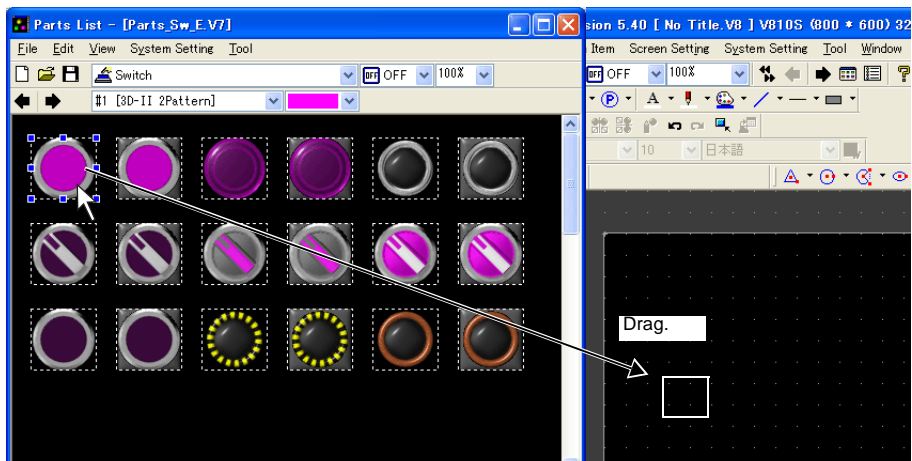 Parts List - [Parts_Sw_E.V7]
File Edit View System Setting Tool
Switch OFF OFF 100%
#1 [3D-II 2Pattern]
sion 5.40 [ No Title.V8 ] V810S (800 * 600) 32
Item Screen Setting System Setting Tool Window
OFF OFF 100% ?
P A
10 日本語
Drag.